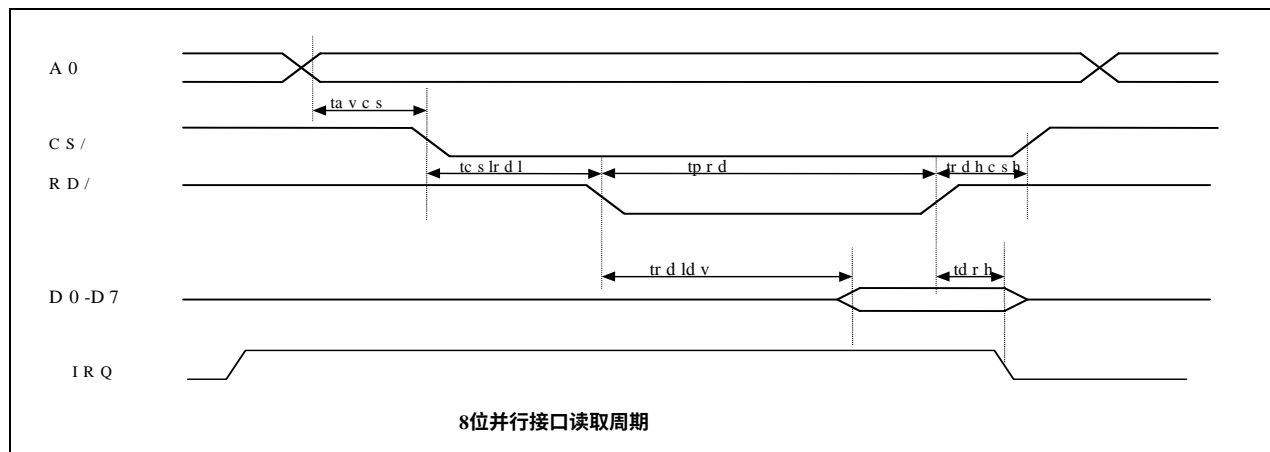 A0
tavcs
CS/
tcslrdl
tprd
trdhcsh
RD/
trdldv
tdrh
D0-D7
IRQ
8位并行接口读取周期